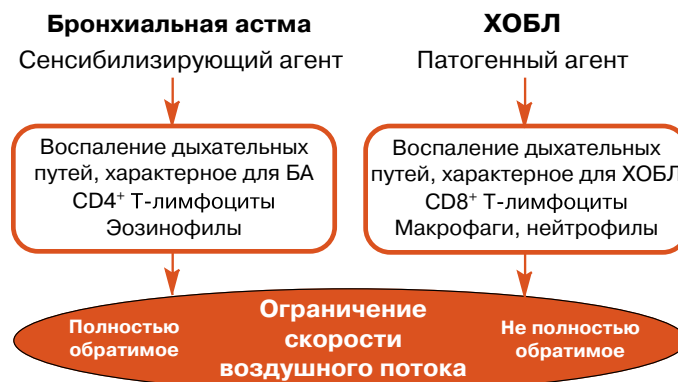 Бронхиальная астма
Сенсибилизирующий агент
Воспаление дыхательных
путей, характерное для БА
CD4⁺ Т-лимфоциты
Эозинофилы
ХОБЛ
Патогенный агент
Воспаление дыхательных
путей, характерное для ХОБЛ
CD8⁺ Т-лимфоциты
Макрофаги, нейтрофилы
Полностью
обратимое
Ограничение
скорости
воздушного потока
Не полностью
обратимое